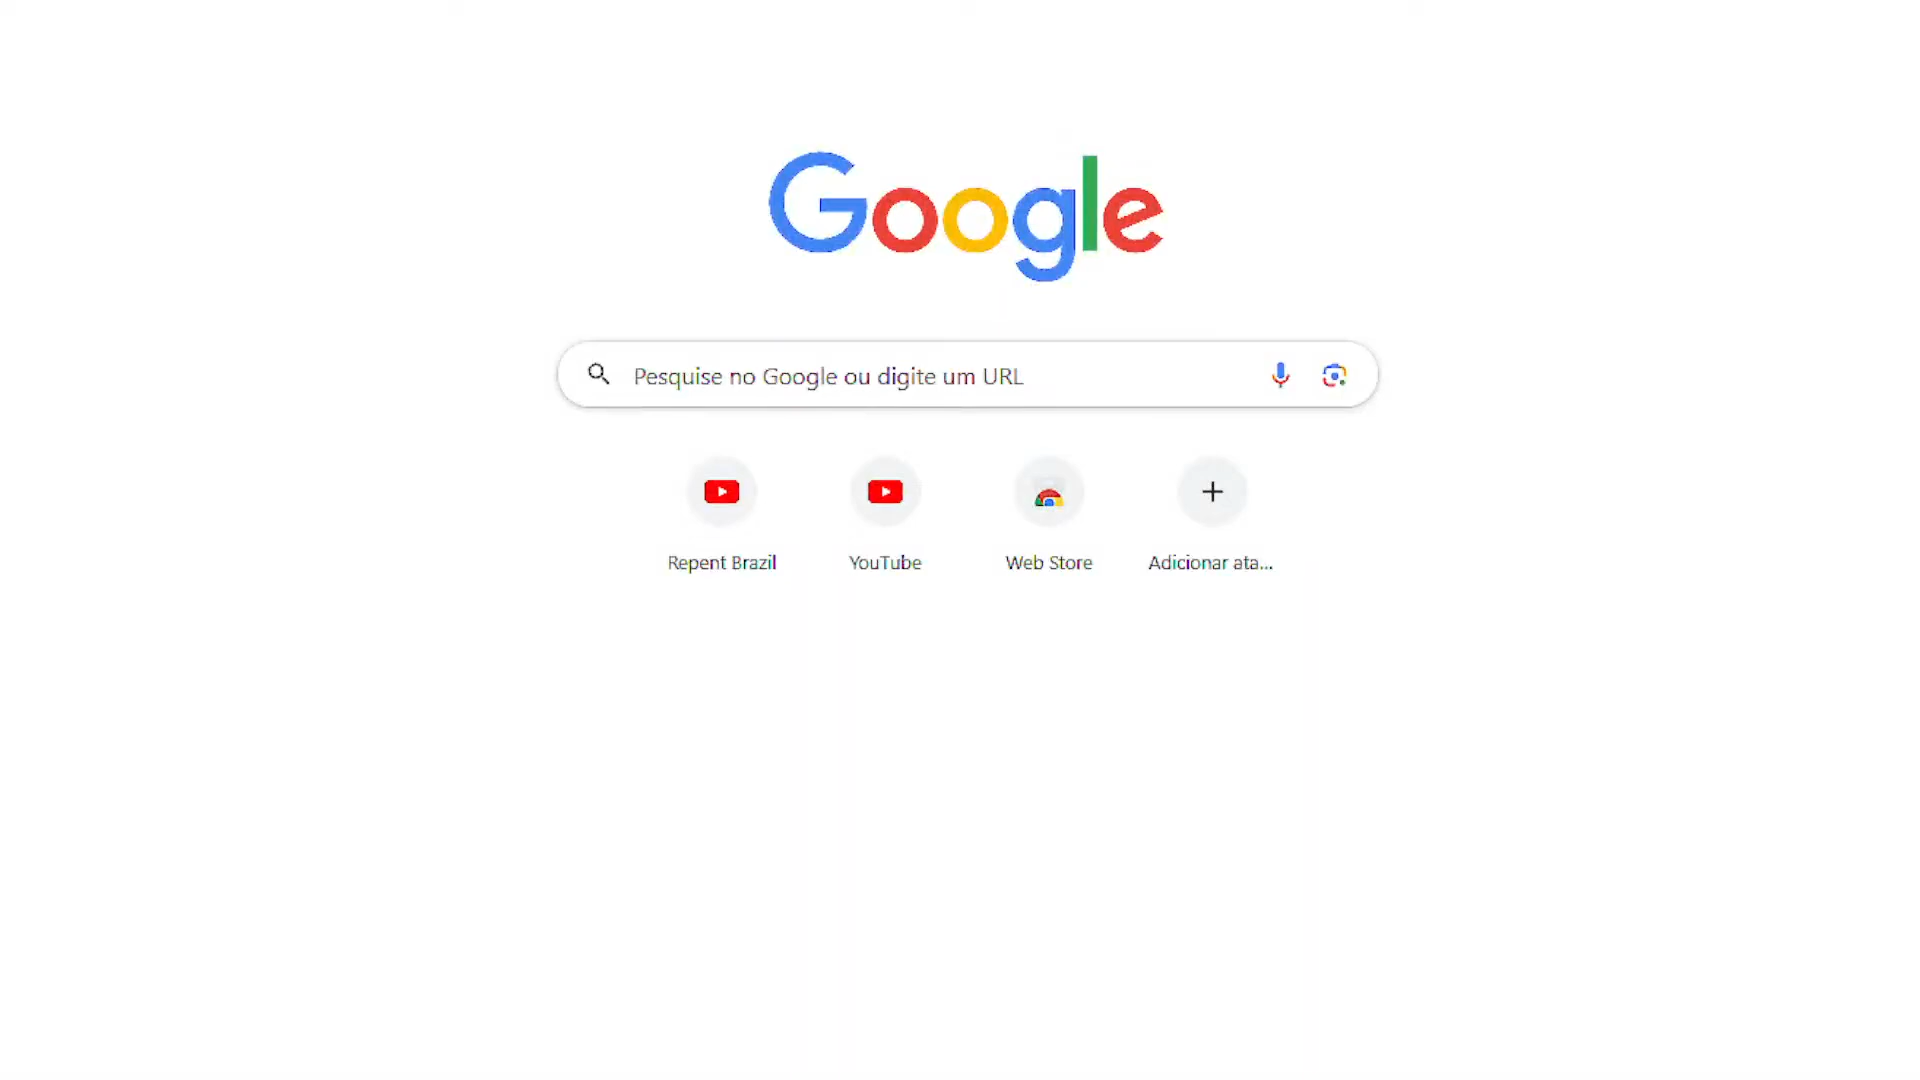 Google
Pesquise no Google ou digite um URL
Repent Brazil
YouTube
Web Store
Adicionar ata...